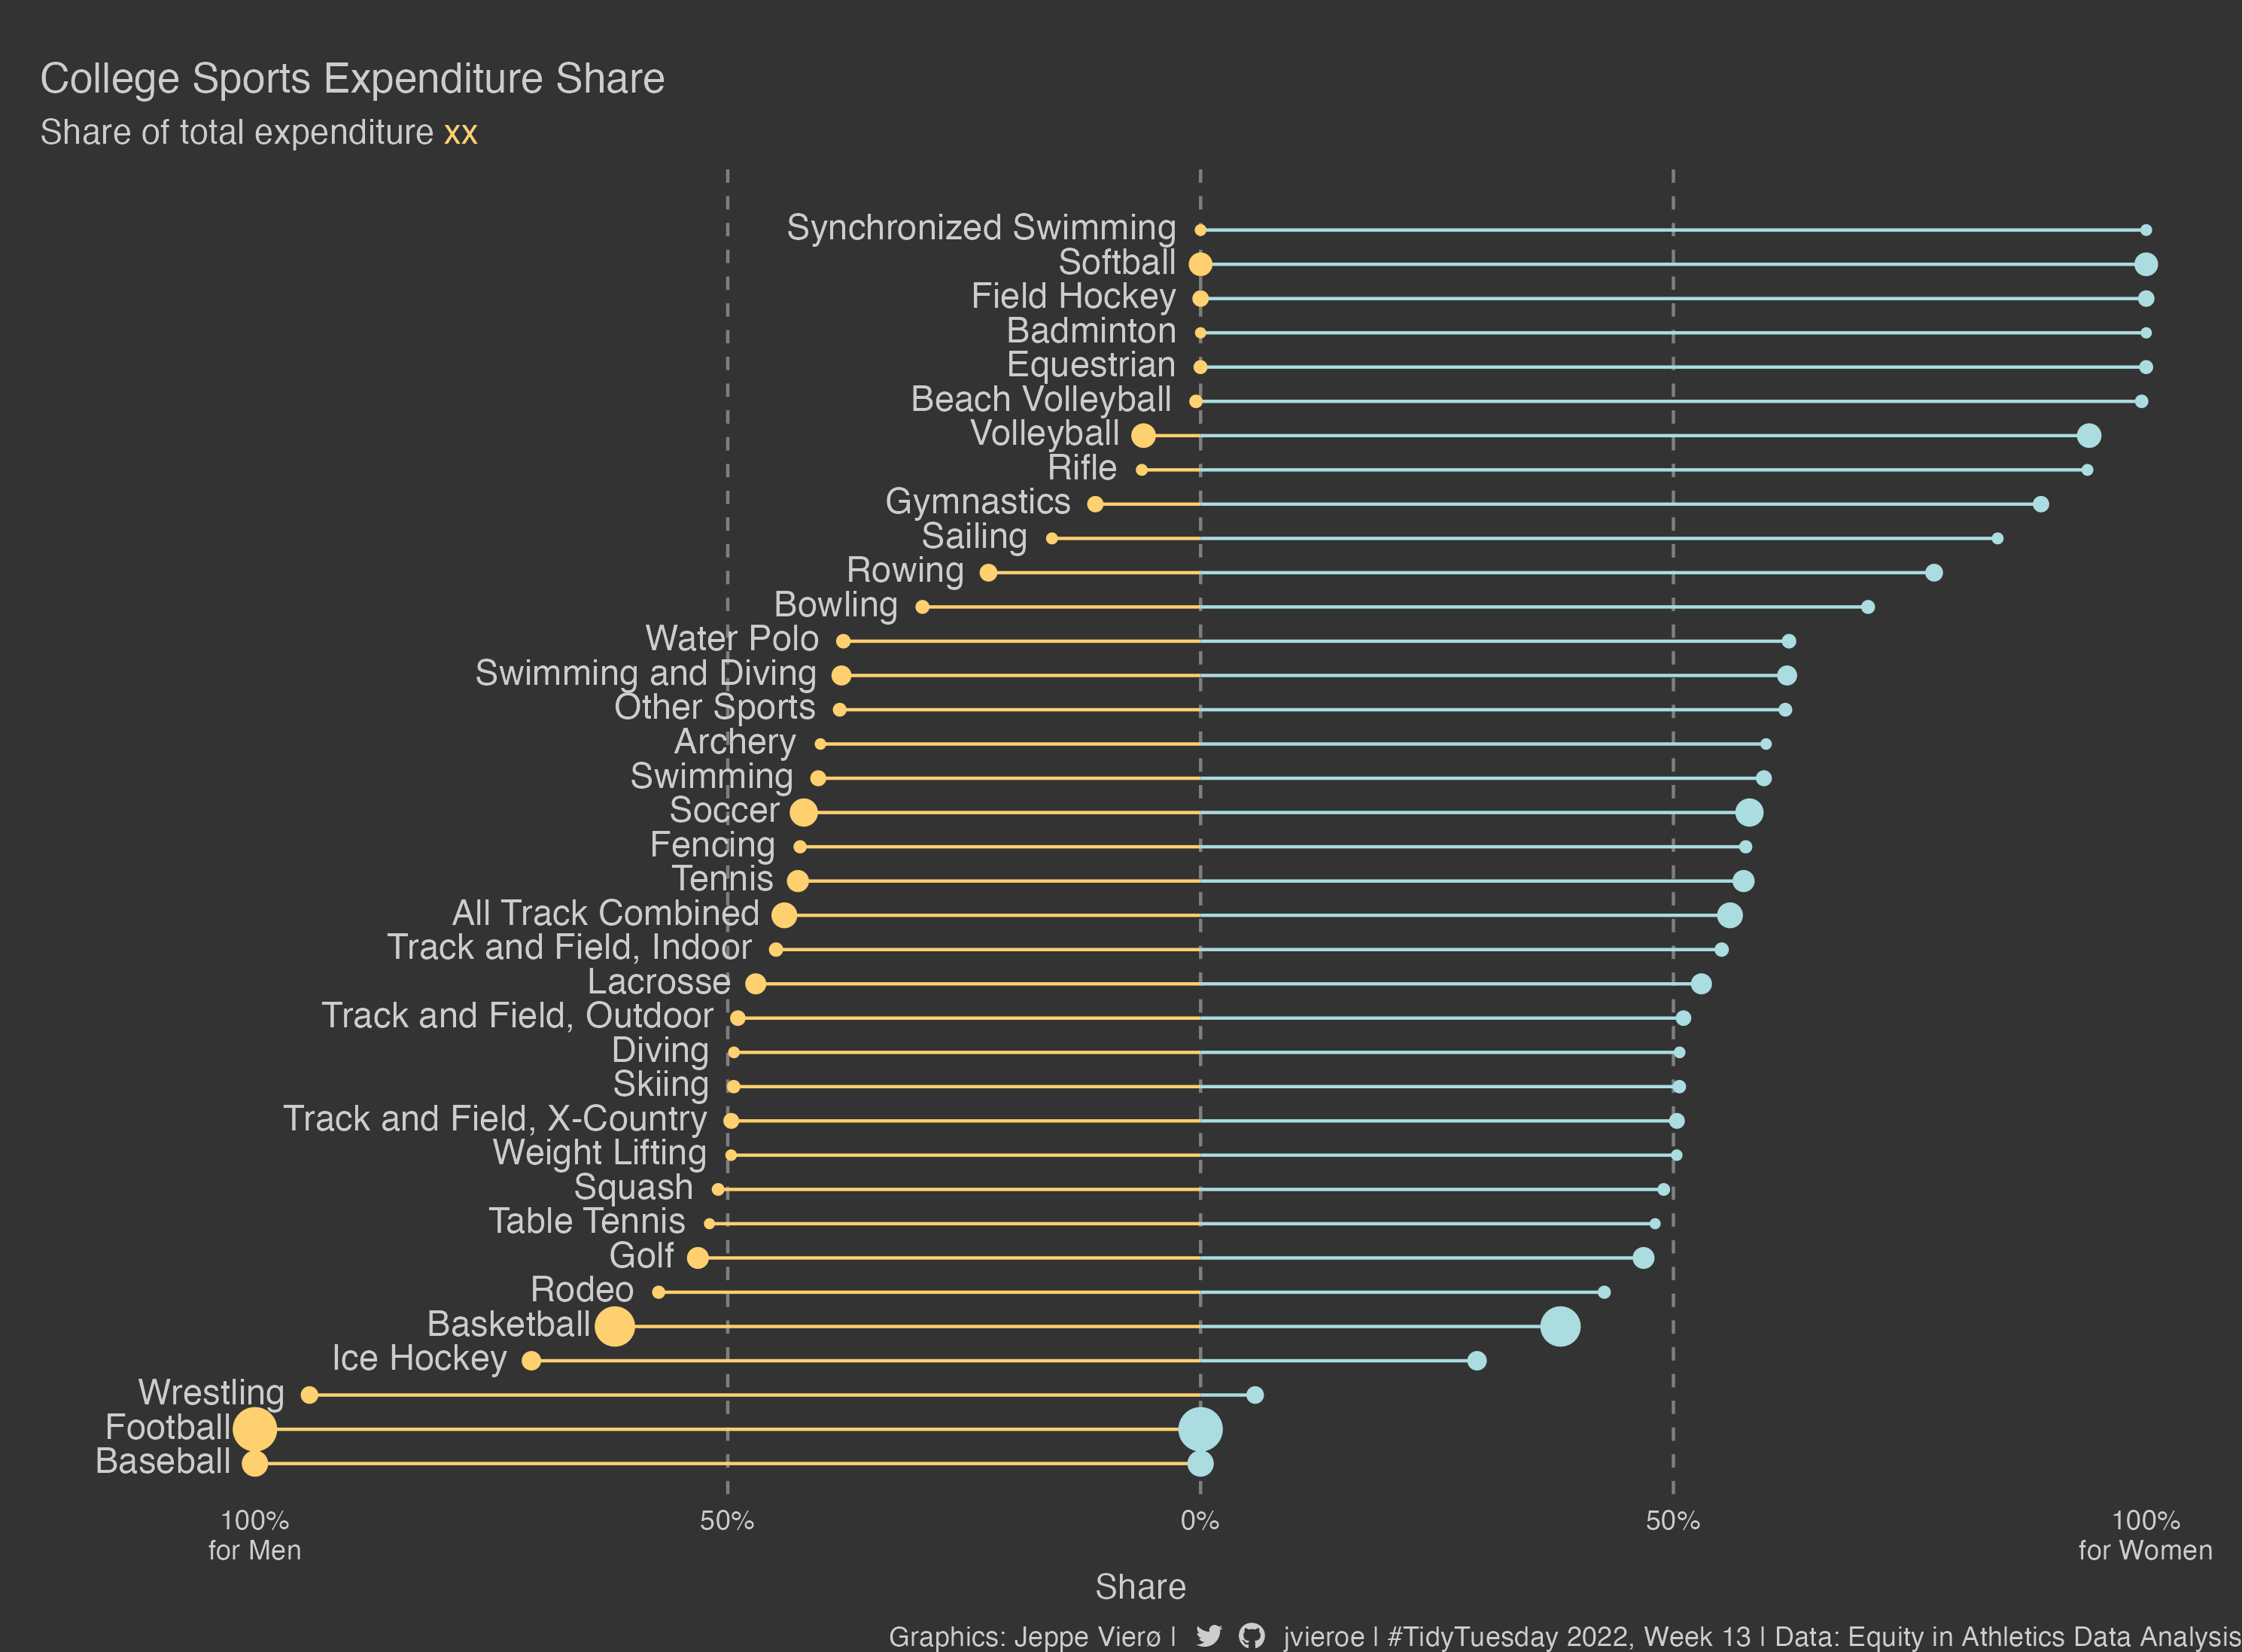 College Sports Expenditure Share
Share of total expenditure xx
Synchronized Swimming
Softball
Field Hockey
Badminton
Equestrian
Beach Volleyball
Volleyball
Rifle
Gymnastics
Sailing
Rowing
Bowling
Water Polo
Swimming and Diving
Other Sports
Archery
Swimming
Soccer
Fencing
Tennis
All Track Combined
Track and Field, Indoor
Lacrosse
Track and Field, Outdoor
Diving
Skiing
Track and Field, X-Country
Weight Lifting
Squash
Table Tennis
Golf
Rodeo
Basketball
Ice Hockey
Wrestling
Football
Baseball
100% 50% 0% 50% 100%
for Men for Women
Share
Graphics: Jeppe Vierø | jvieroe | #TidyTuesday 2022, Week 13 | Data: Equity in Athletics Data Analysis